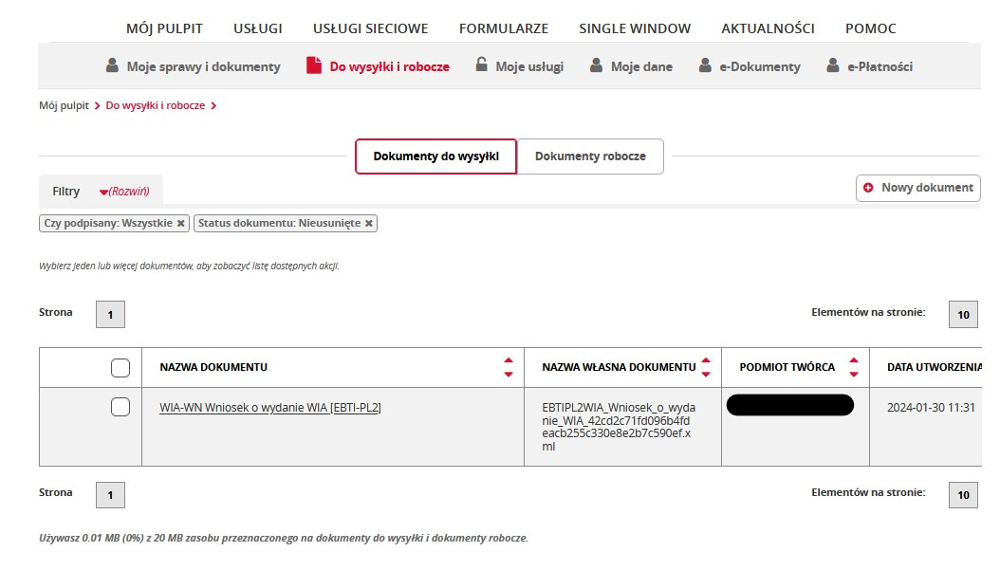 MÓJ PULPIT USŁUGI USŁUGI SIECIOWE FORMULARZE SINGLE WINDOW AKTUALNOŚCI POMOC
Moje sprawy i dokumenty Do wysyłki i robocze Moje usługi Moje dane e-Dokumenty e-Płatności
Mój pulpit > Do wysyłki i robocze >
Dokumenty do wysyłki Dokumenty robocze
Filtry (Rozwiń) Nowy dokument
Czy podpisany: Wszystkie × Status dokumentu: Nieusunięte ×
Wybierz jeden lub więcej dokumentów, aby zobaczyć listę dostępnych akcji.
Strona 1 Elementów na stronie: 10
NAZWA DOKUMENTU NAZWA WŁASNA DOKUMENTU PODMIOT TWÓRCA DATA UTWORZENIA
WIA-WN Wniosek o wydanie WIA [EBTI-PL2] EBTIPL2WIA_Wniosek_o_wyda 2024-01-30 11:31
nie_WIA_42cd2c71fd096b4fd
eacb255c330e8e2b7c590ef.x
ml
Strona 1 Elementów na stronie: 10
Używasz 0.01 MB (0%) z 20 MB zasobu przeznaczonego na dokumenty do wysyłki i dokumenty robocze.